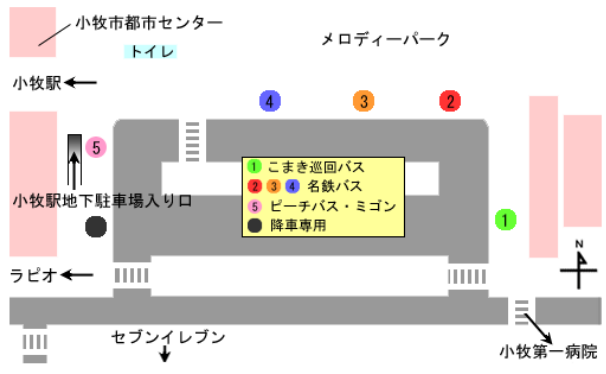 小牧市都市センター
トイレ
メロディーパーク
小牧駅
4
3
2
5
1 こまき巡回バス
2 3 4 名鉄バス
5 ピーチバス・ミゴン
降車専用
小牧駅地下駐車場入り口
1
N
ラピオ
セブンイレブン
小牧第一病院